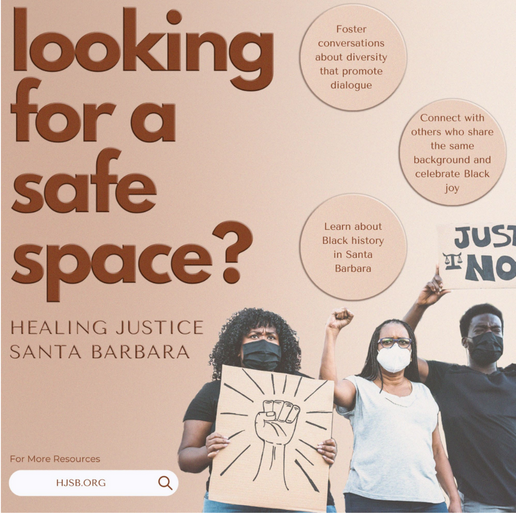 looking
for a
safe
space?
HEALING JUSTICE
SANTA BARBARA
Foster
conversations
about diversity
that promote
dialogue
Connect with
others who share
the same
background and
celebrate Black
joy
Learn about
Black history
in Santa
Barbara
JUST
NO
For More Resources
HJSB.ORG